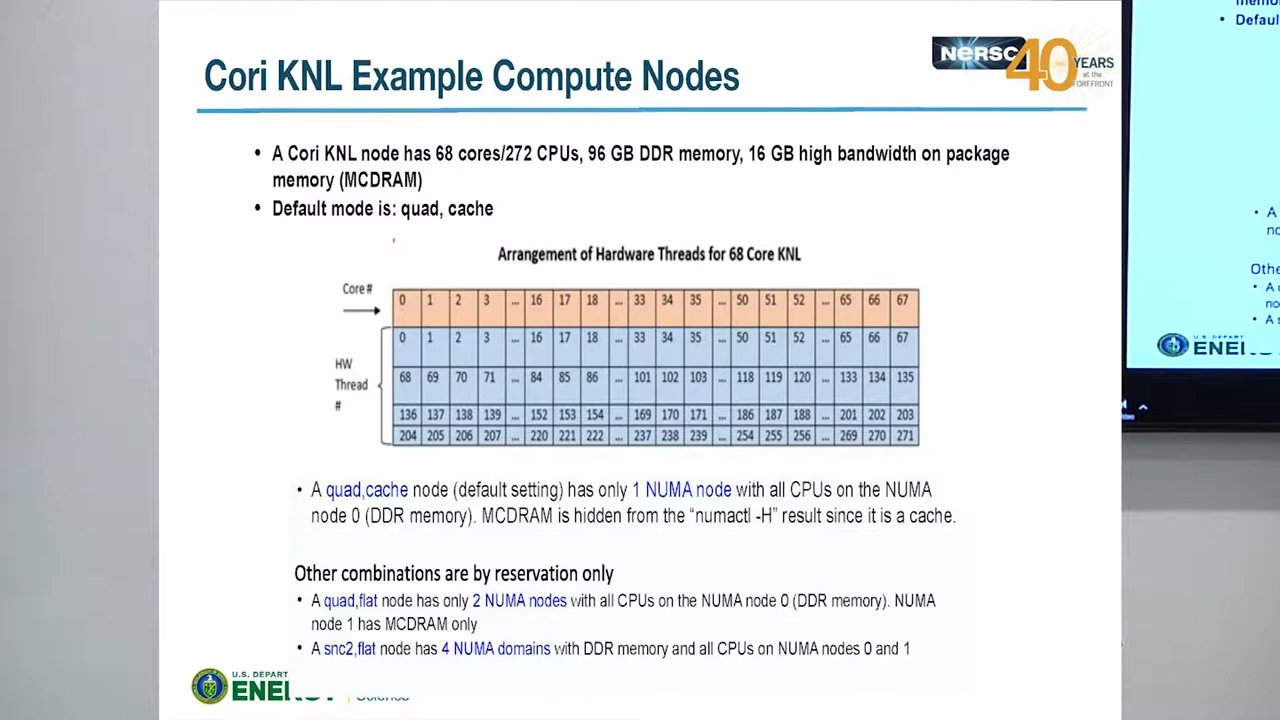 Cori KNL Example Compute Nodes
NERSC 40 YEARS
at the
FOREFRONT
• A Cori KNL node has 68 cores/272 CPUs, 96 GB DDR memory, 16 GB high bandwidth on package
memory (MCDRAM)
• Default mode is: quad, cache
Arrangement of Hardware Threads for 68 Core KNL
Core #
0 1 2 3 ... 16 17 18 ... 33 34 35 ... 50 51 52 ... 65 66 67
HW
Thread
#
0 1 2 3 ... 16 17 18 ... 33 34 35 ... 50 51 52 ... 65 66 67
68 69 70 71 ... 84 85 86 ... 101 102 103 ... 118 119 120 ... 133 134 135
136 137 138 139 ... 152 153 154 ... 169 170 171 ... 186 187 188 ... 201 202 203
204 205 206 207 ... 220 221 222 ... 237 238 239 ... 254 255 256 ... 269 270 271
• A quad,cache node (default setting) has only 1 NUMA node with all CPUs on the NUMA
node 0 (DDR memory). MCDRAM is hidden from the “numactl -H” result since it is a cache.
Other combinations are by reservation only
• A quad,flat node has only 2 NUMA nodes with all CPUs on the NUMA node 0 (DDR memory). NUMA
node 1 has MCDRAM only
• A snc2,flat node has 4 NUMA domains with DDR memory and all CPUs on NUMA nodes 0 and 1
U.S. DEPART
• Defaul
• A
Othe
• A
• A s
U.S. DEPART